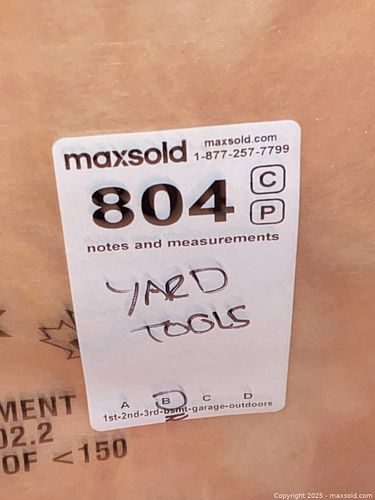 maxsold
maxsold.com
1-877-257-7799
804
C
P
notes and measurements
YARD
TOOLS
A B C D
1st-2nd-3rd-bsmt-garage-outdoors
MENT
02.2
OF <150
Copyright © 2025 - maxsold.com